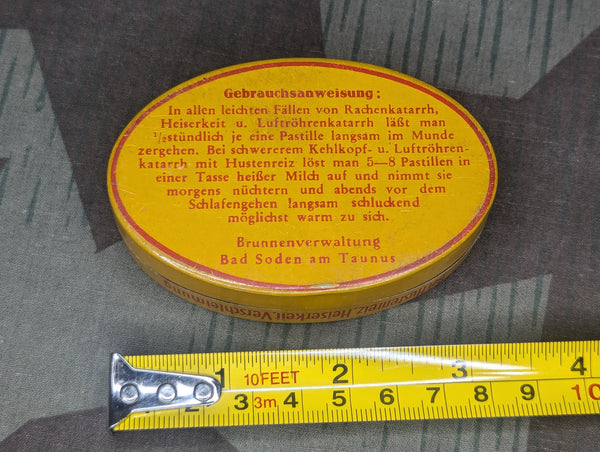 Gebrauchsanweisung:
In allen leichten Fällen von Rachenkatarrh,
Heiserkeit u. Luftröhrenkatarrh läßt man
½stündlich je eine Pastille langsam im Munde
zergehen. Bei schwererem Kehlkopf- u. Luftröhren-
katarrh mit Hustenreiz löst man 5—8 Pastillen in
einer Tasse heißer Milch auf und nimmt sie
morgens nüchtern und abends vor dem
Schlafengehen langsam schluckend
möglichst warm zu sich.
Brunnenverwaltung
Bad Soden am Taunus
Hustenreiz, Heiserkeit, Verschleimung
1 10FEET 2 3 4
2 3 3m 4 5 6 7 8 9 10